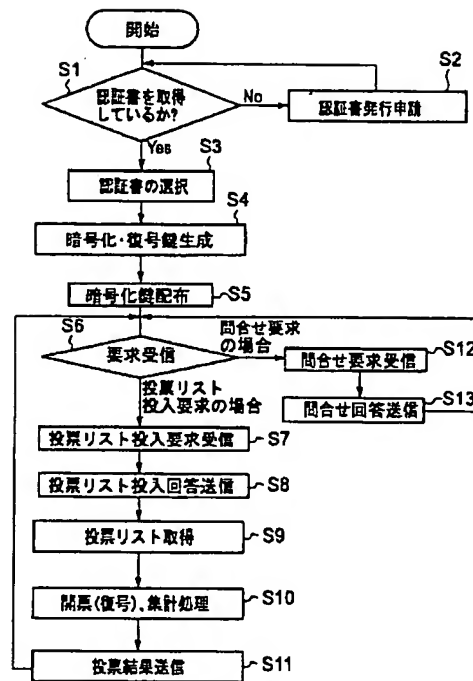 開始
S1
S2
認証書を取得
しているか?
No
認証書発行申請
Yes
S3
認証書の選択
S4
暗号化・復号鍵生成
暗号化鍵配布
S5
S6
要求受信
問合せ要求
の場合
問合せ要求受信
S12
投票リスト
投入要求の場合
問合せ回答送信
S13
投票リスト投入要求受信
S7
投票リスト投入回答送信
S8
投票リスト取得
S9
開票(復号)、集計処理
S10
投票結果送信
S11